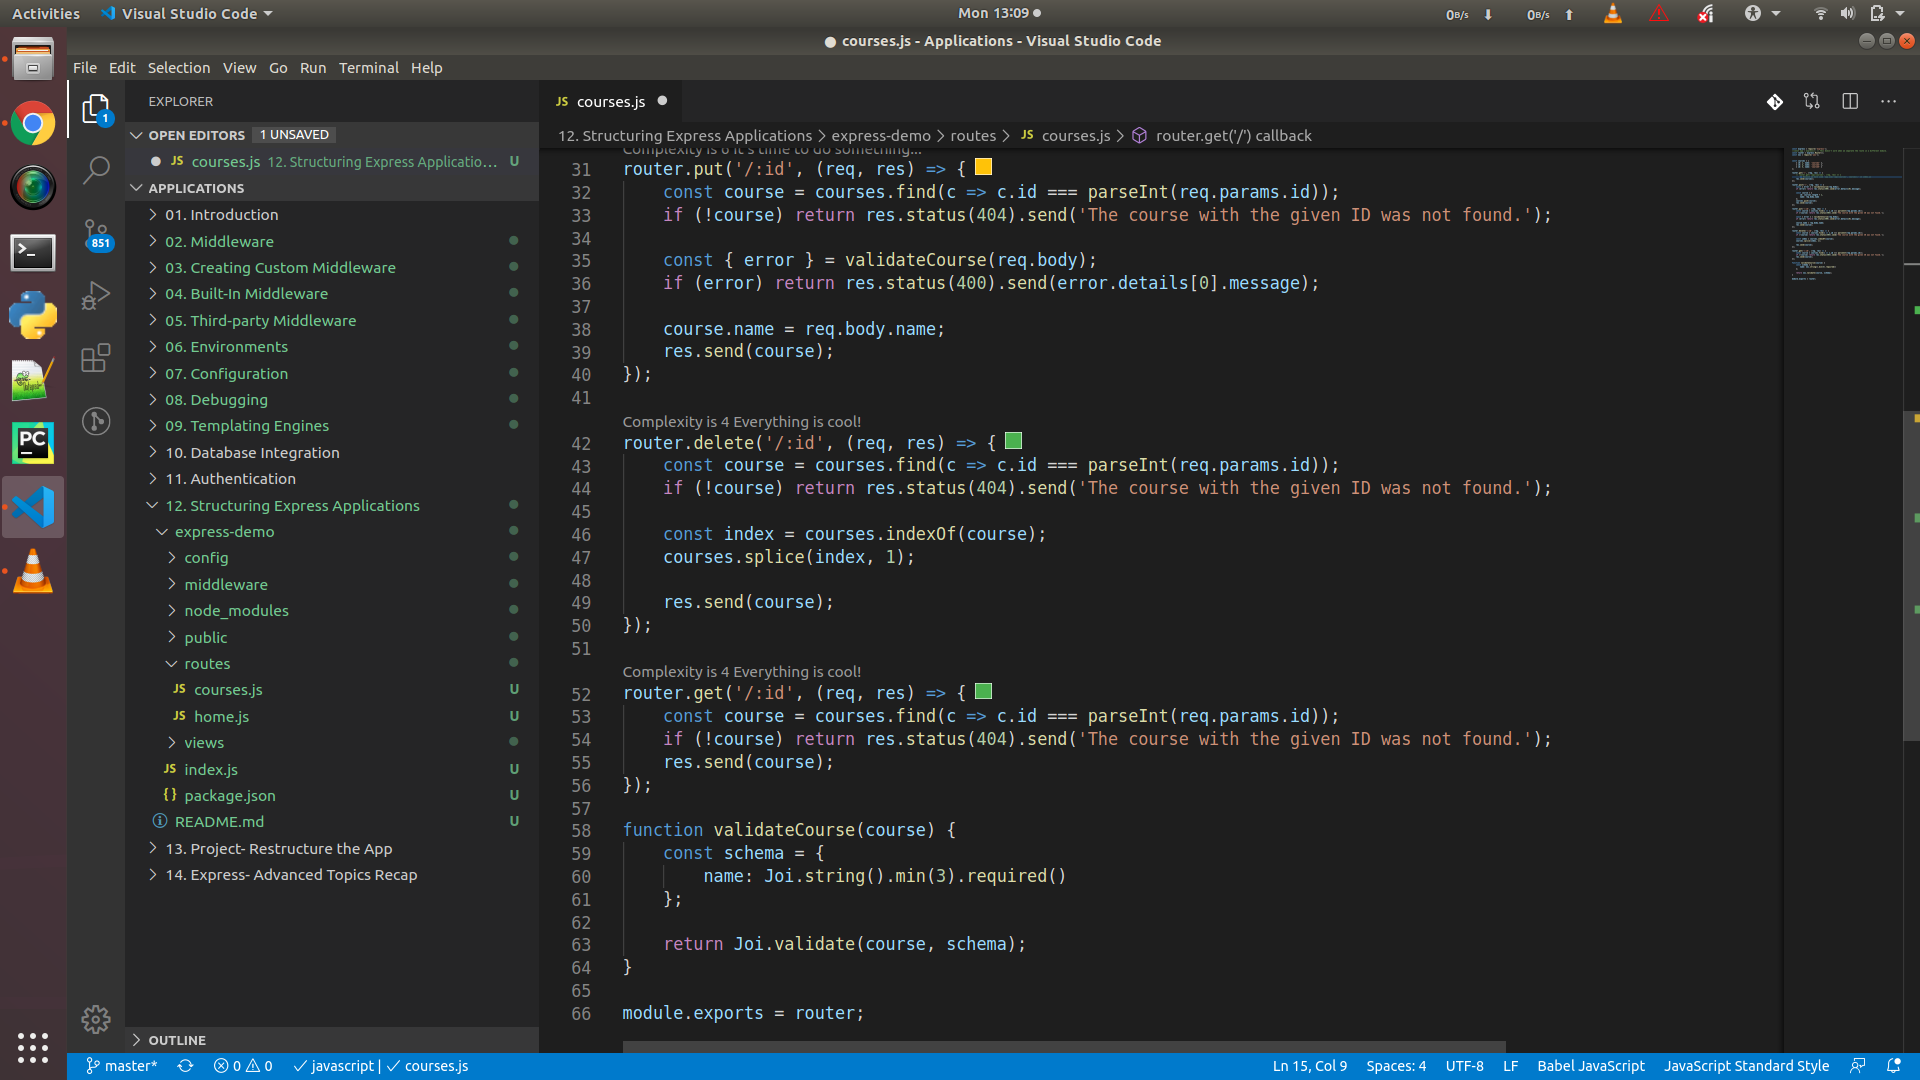 Activities
Visual Studio Code
Mon 13:09
0B/s
0B/s
courses.js - Applications - Visual Studio Code
File Edit Selection View Go Run Terminal Help
EXPLORER
OPEN EDITORS 1 UNSAVED
JS courses.js 12. Structuring Express Applicatio... U
APPLICATIONS
01. Introduction
02. Middleware
03. Creating Custom Middleware
04. Built-In Middleware
05. Third-party Middleware
06. Environments
07. Configuration
08. Debugging
09. Templating Engines
10. Database Integration
11. Authentication
12. Structuring Express Applications
express-demo
config
middleware
node_modules
public
routes
JS courses.js U
JS home.js U
views
JS index.js U
{} package.json U
README.md U
13. Project- Restructure the App
14. Express- Advanced Topics Recap
OUTLINE
1
851
PC
JS courses.js
12. Structuring Express Applications > express-demo > routes > JS courses.js > router.get('/') callback
Complexity is 6 It's time to do something...
31 router.put('/:id', (req, res) => {
32 const course = courses.find(c => c.id === parseInt(req.params.id));
33 if (!course) return res.status(404).send('The course with the given ID was not found.');
34
35 const { error } = validateCourse(req.body);
36 if (error) return res.status(400).send(error.details[0].message);
37
38 course.name = req.body.name;
39 res.send(course);
40 });
41
Complexity is 4 Everything is cool!
42 router.delete('/:id', (req, res) => {
43 const course = courses.find(c => c.id === parseInt(req.params.id));
44 if (!course) return res.status(404).send('The course with the given ID was not found.');
45
46 const index = courses.indexOf(course);
47 courses.splice(index, 1);
48
49 res.send(course);
50 });
51
Complexity is 4 Everything is cool!
52 router.get('/:id', (req, res) => {
53 const course = courses.find(c => c.id === parseInt(req.params.id));
54 if (!course) return res.status(404).send('The course with the given ID was not found.');
55 res.send(course);
56 });
57
58 function validateCourse(course) {
59 const schema = {
60 name: Joi.string().min(3).required()
61 };
62
63 return Joi.validate(course, schema);
64 }
65
66 module.exports = router;
master* 0 0 javascript | courses.js
Ln 15, Col 9 Spaces: 4 UTF-8 LF Babel JavaScript JavaScript Standard Style